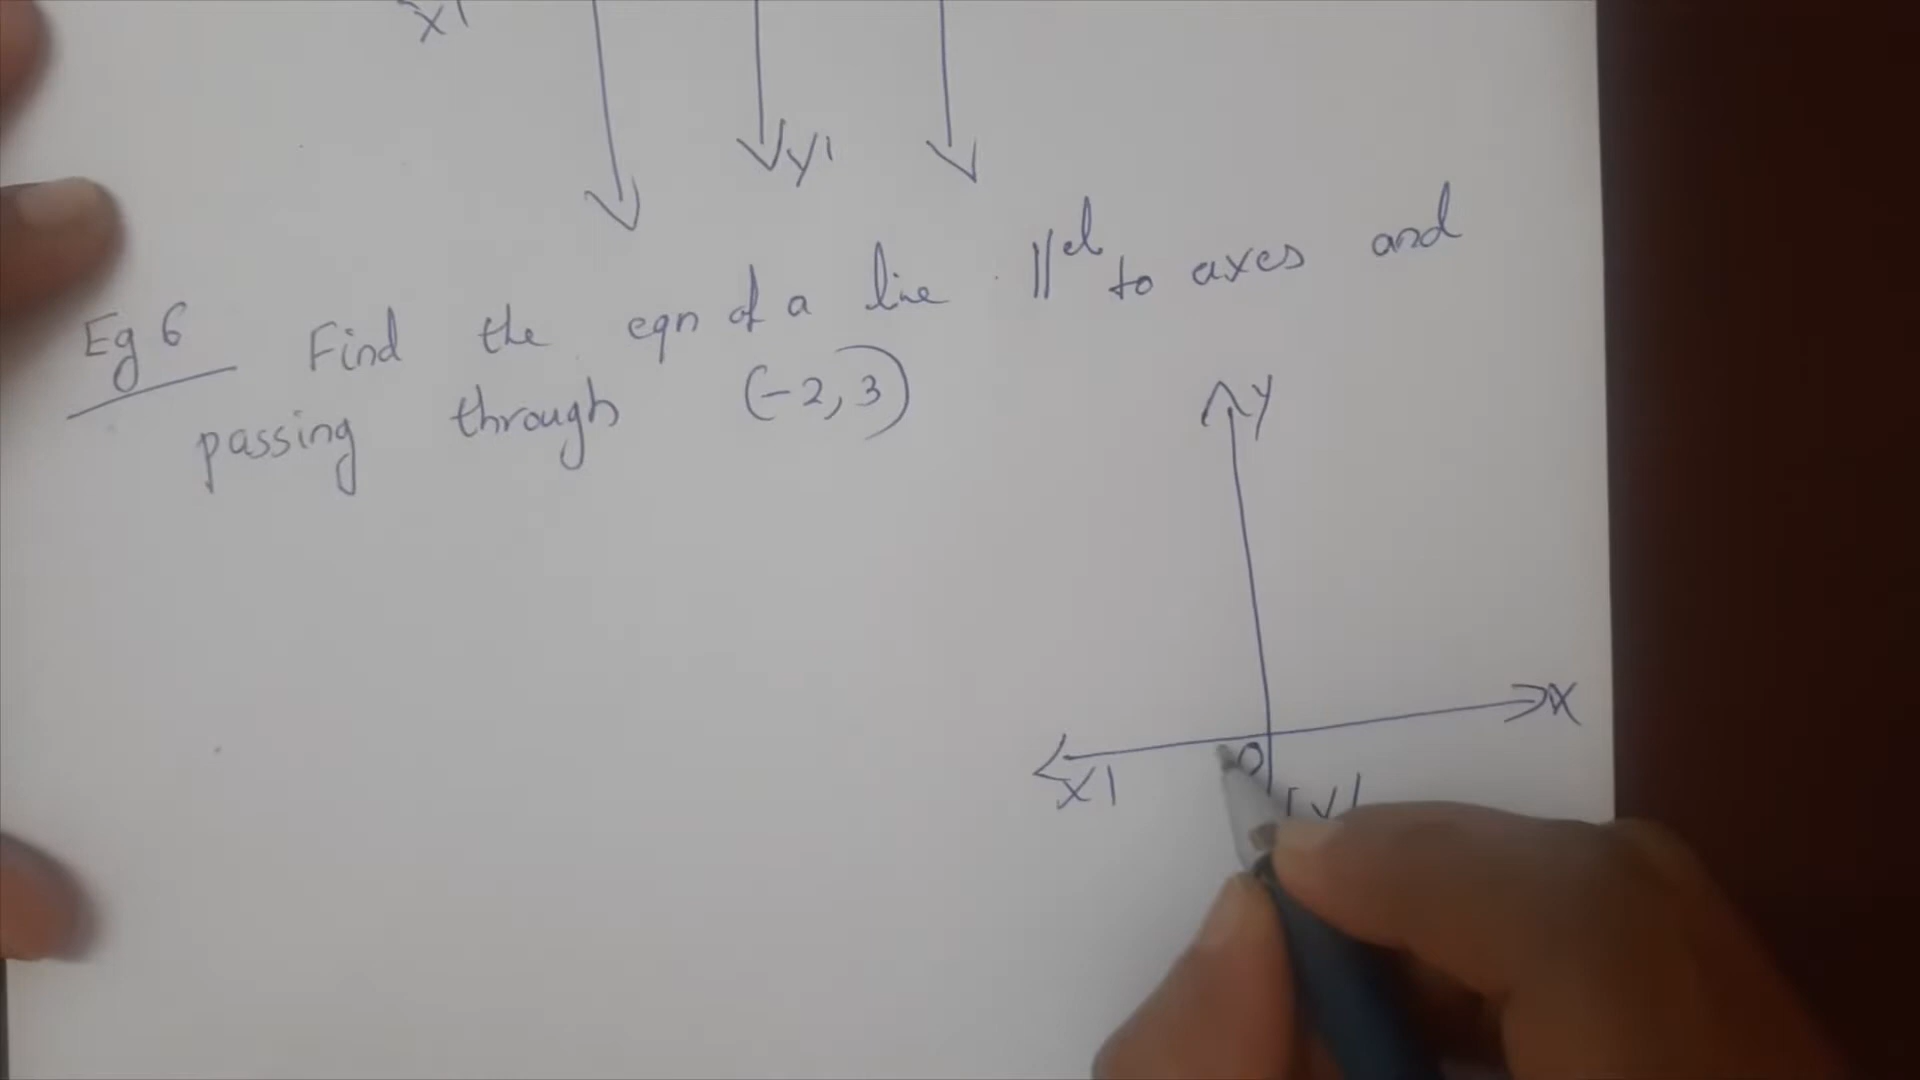 X'
Y'
Eg 6 Find the eqn of a line ||el to axes and
passing through (-2, 3)
Y
X
X' O
Y'